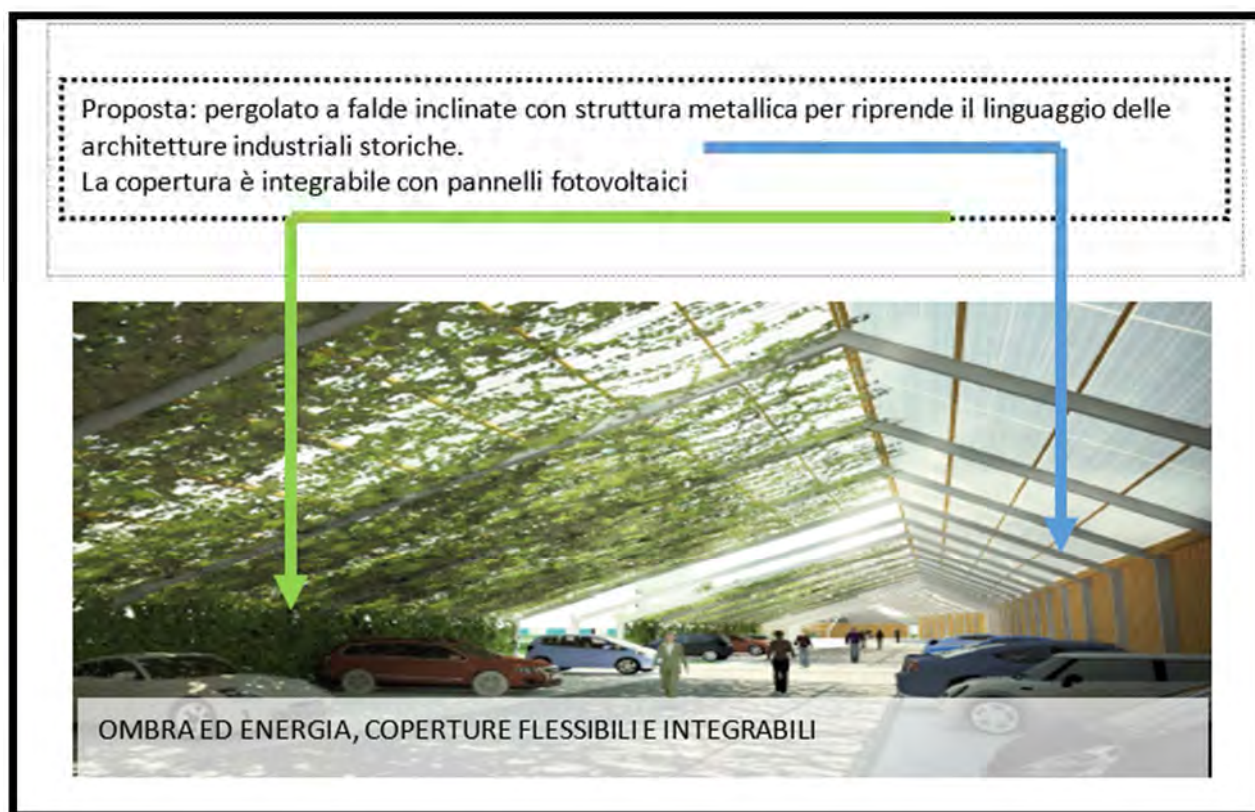 Proposta: pergolato a falde inclinate con struttura metallica per riprende il linguaggio delle
architetture industriali storiche.
La copertura è integrabile con pannelli fotovoltaici
OMBRA ED ENERGIA, COPERTURE FLESSIBILI E INTEGRABILI